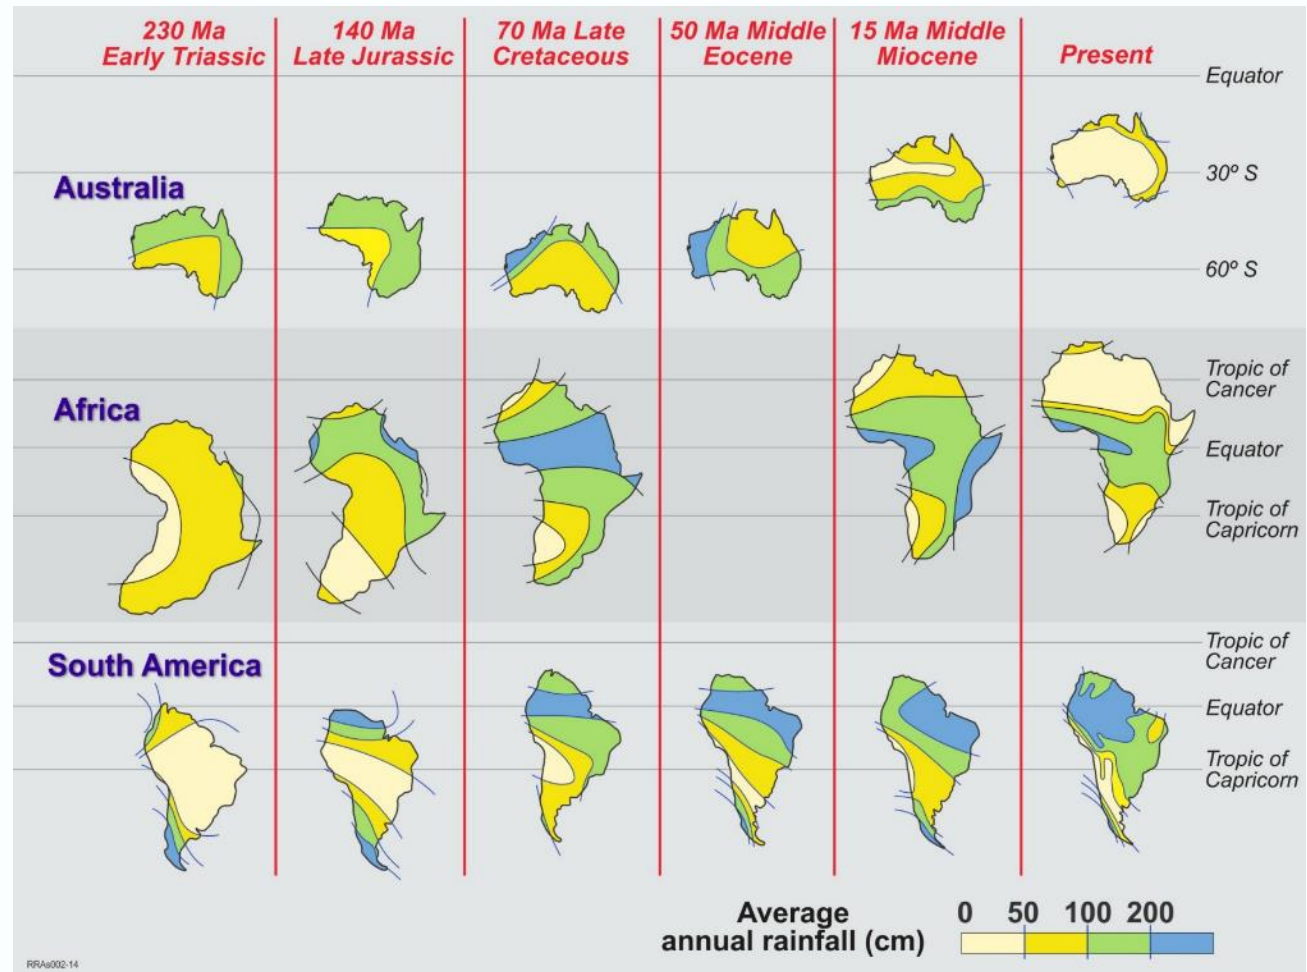 230 Ma
Early Triassic
140 Ma
Late Jurassic
70 Ma Late
Cretaceous
50 Ma Middle
Eocene
15 Ma Middle
Miocene
Present
Equator
Australia
30º S
60º S
Africa
Tropic of
Cancer
Equator
Tropic of
Capricorn
South America
Tropic of
Cancer
Equator
Tropic of
Capricorn
Average
annual rainfall (cm)
0 50 100 200
RRAs002-14